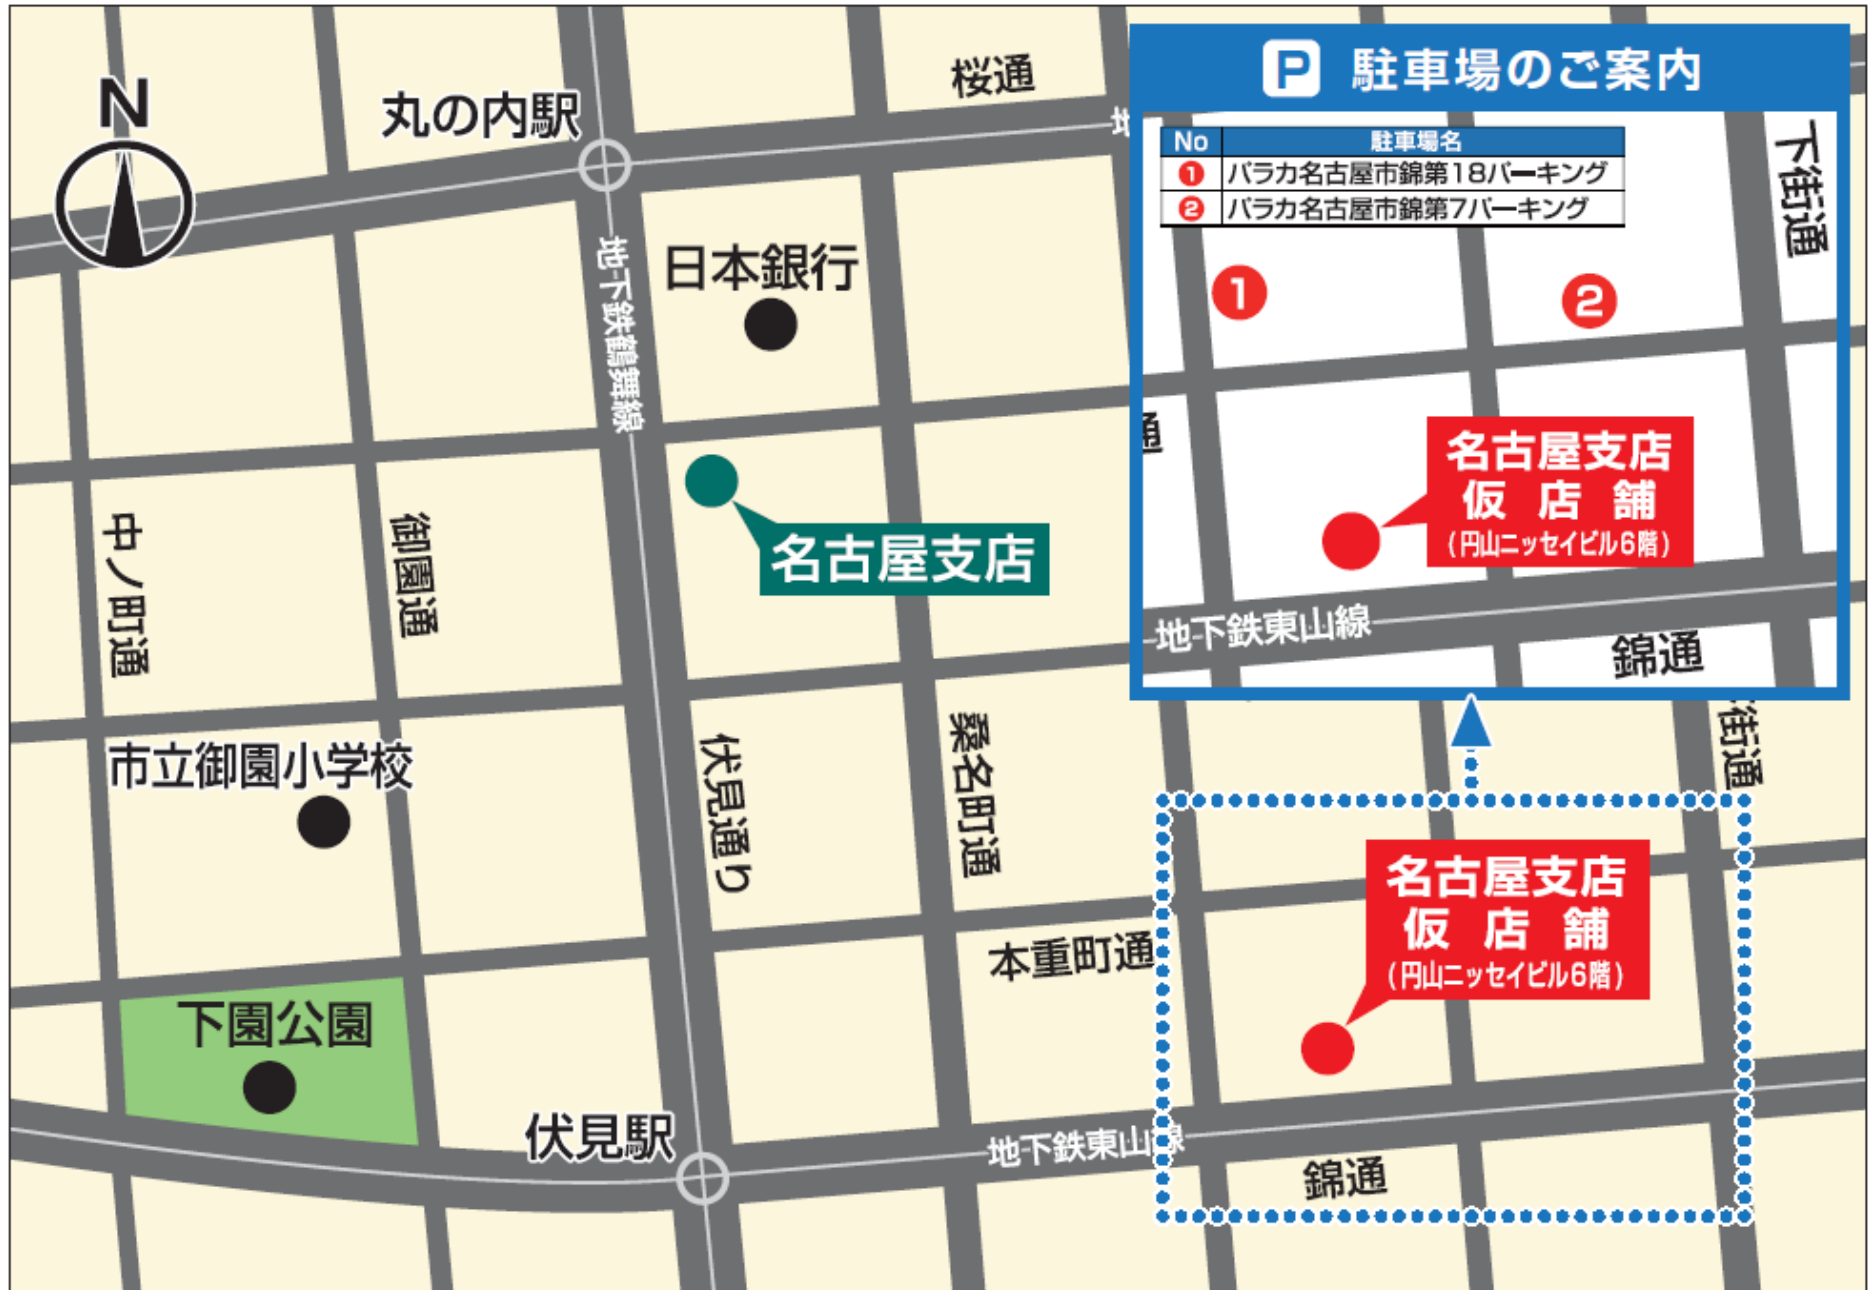 N
丸の内駅
桜通
地
日本銀行
地下鉄鶴舞線
名古屋支店
中ノ町通
御園通
市立御園小学校
伏見通り
桑名町通
本重町通
下園公園
伏見駅
地下鉄東山線
錦通
街通
名古屋支店
仮店舗
(円山ニッセイビル6階)
P 駐車場のご案内
No 駐車場名
1 パラカ名古屋市錦第18パーキング
2 パラカ名古屋市錦第7パーキング
下街通
1
2
通
名古屋支店
仮店舗
(円山ニッセイビル6階)
地下鉄東山線
錦通